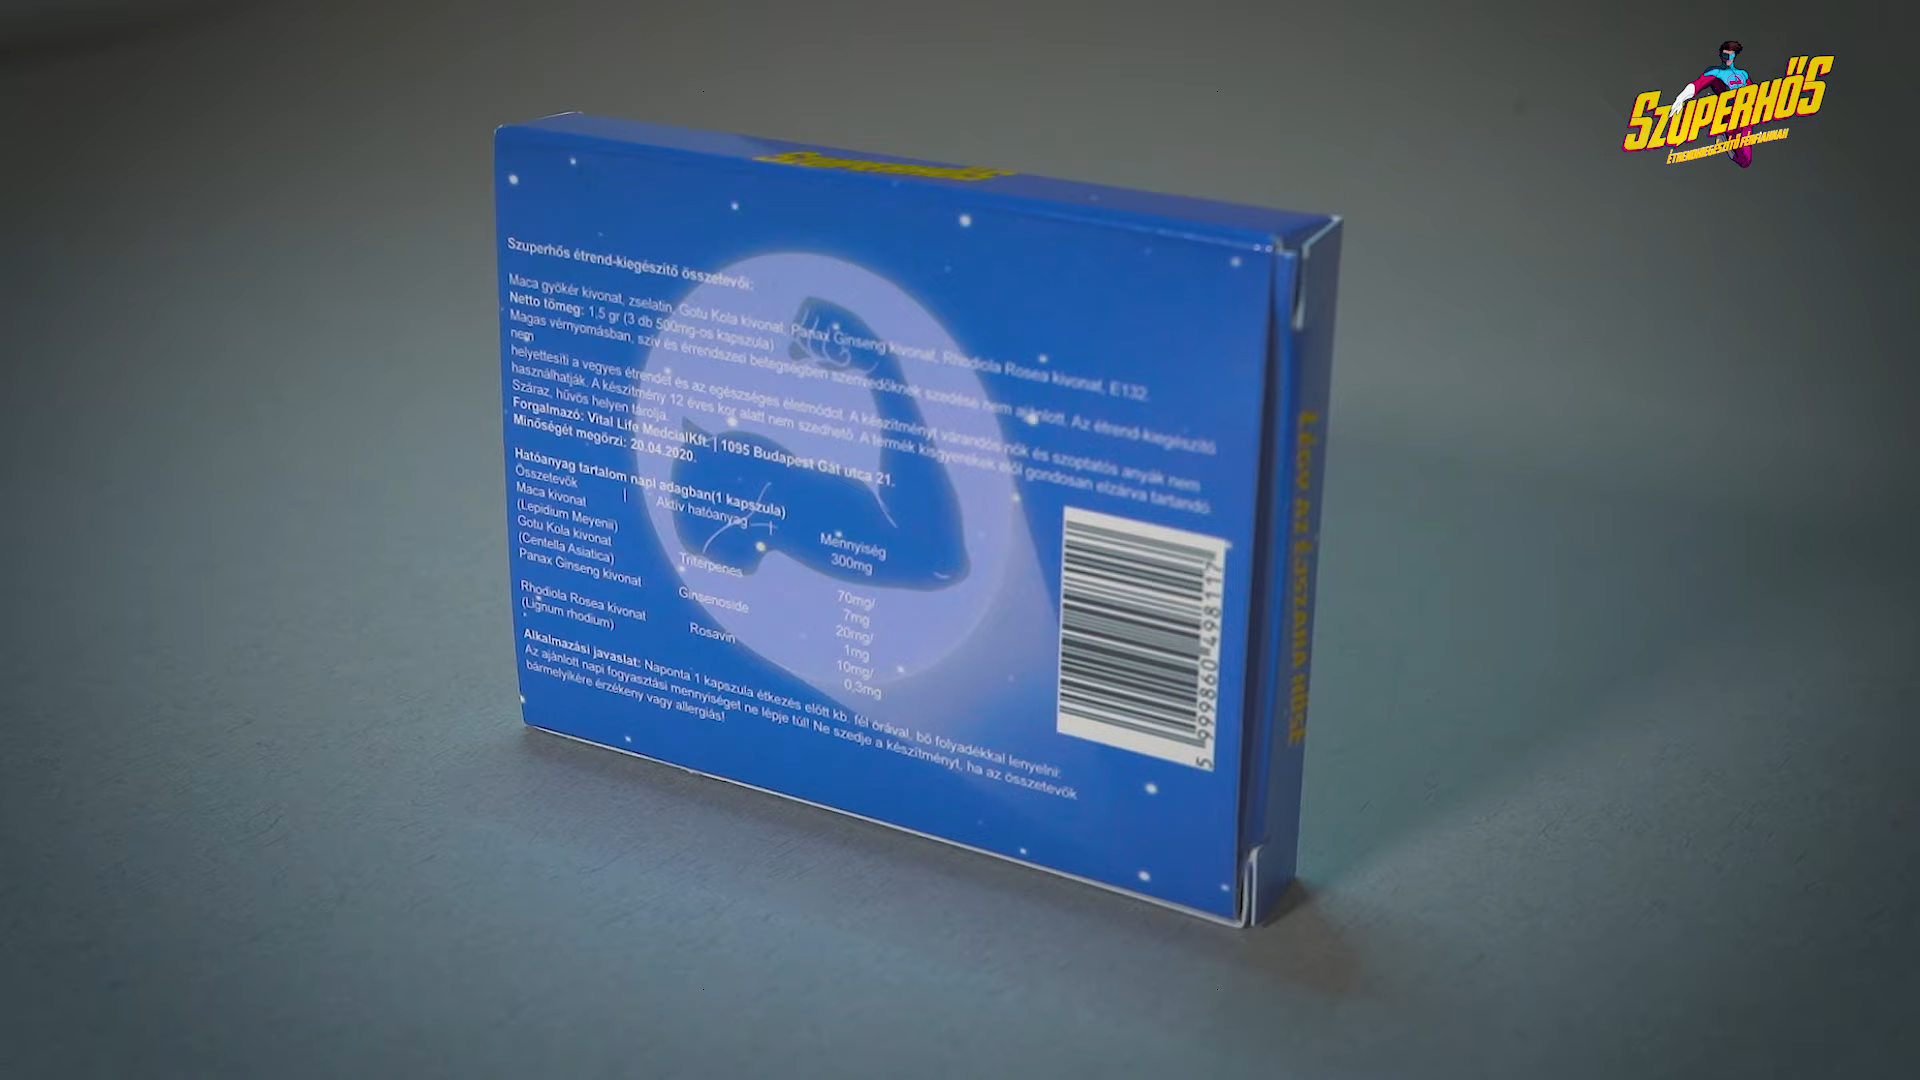 SZUPERHŐS
ÉTRENDKIEGÉSZÍTŐ FÉRFIAKNAK
Szuperhős étrend-kiegészítő összetevői:
Maca gyökér kivonat, zselatin, Gotu Kola kivonat, Panax Ginseng kivonat, Rhodiola Rosea kivonat, E132
Netto tömeg: 1,5 gr (3 db 500mg-os kapszula)
Magas vérnyomásban, szív és érrendszeri betegségben szenvedőknek szedése nem ajánlott. Az étrend-kiegészítő
nem
helyettesíti a vegyes étrendet és az egészséges életmódot. A készítményt várandós nők és szoptatós anyák nem
használhatják. A készítmény 12 éves kor alatt nem szedhető. A termék kisgyerekek elől gondosan elzárva tartandó.
Száraz, hűvös helyen tárolja.
Forgalmazó: Vital Life MedcialKft. | 1095 Budapest Gát utca 21.
Minőségét megőrzi: 20.04.2020.
Hatóanyag tartalom napi adagban(1 kapszula)
Összetevők | Aktív hatóanyag Mennyiség
Maca kivonat 300mg
(Lepidium Meyenii)
Gotu Kola kivonat Triterpenes 70mg/
(Centella Asiatica) 7mg
Panax Ginseng kivonat Ginsenoside 20mg/
1mg
Rhodiola Rosea kivonat Rosavin 10mg/
(Lignum rhodium) 0,3mg
Alkalmazási javaslat: Naponta 1 kapszula étkezés előtt kb. fél órával, bő folyadékkal lenyelni:
Az ajánlott napi fogyasztási mennyiséget ne lépje túl! Ne szedje a készítményt, ha az összetevők
bármelyikére érzékeny vagy allergiás!
5 999860 498117
Légy az éjszaka hőse